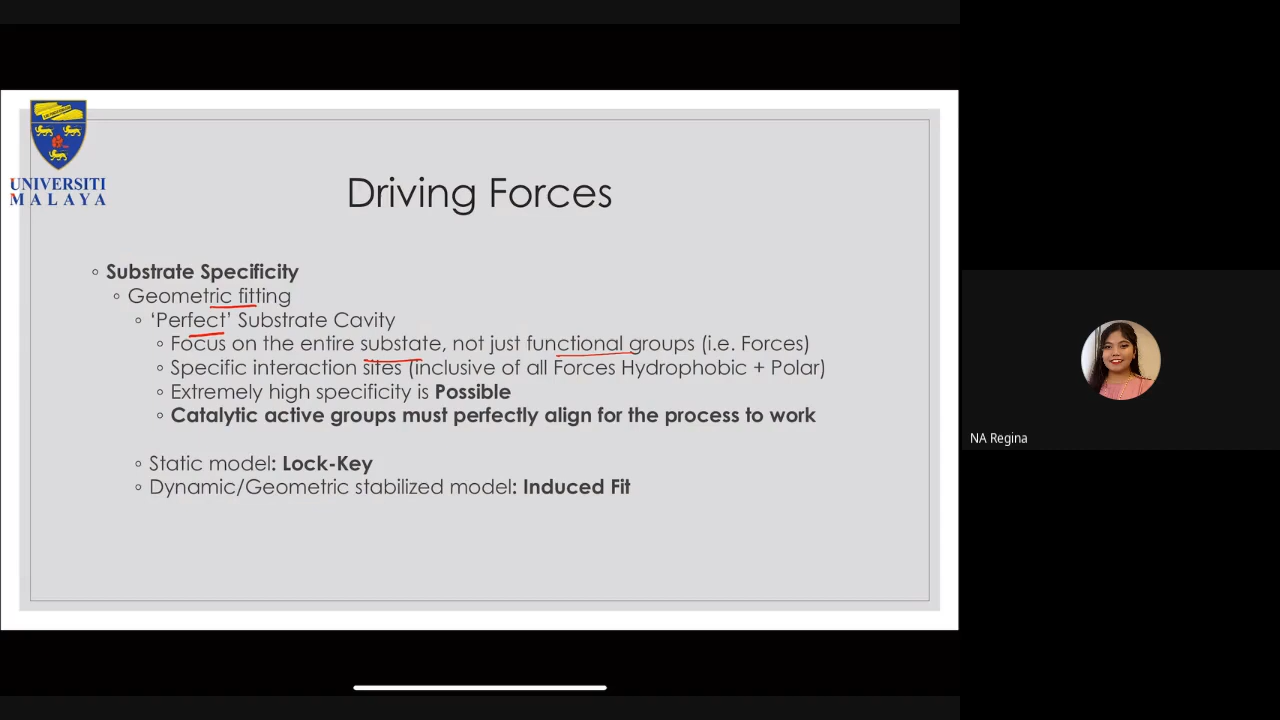 UNIVERSITI
MALAYA
Driving Forces
◦ Substrate Specificity
◦ Geometric fitting
◦ ‘Perfect’ Substrate Cavity
◦ Focus on the entire substate, not just functional groups (i.e. Forces)
◦ Specific interaction sites (inclusive of all Forces Hydrophobic + Polar)
◦ Extremely high specificity is Possible
◦ Catalytic active groups must perfectly align for the process to work
◦ Static model: Lock-Key
◦ Dynamic/Geometric stabilized model: Induced Fit
NA Regina